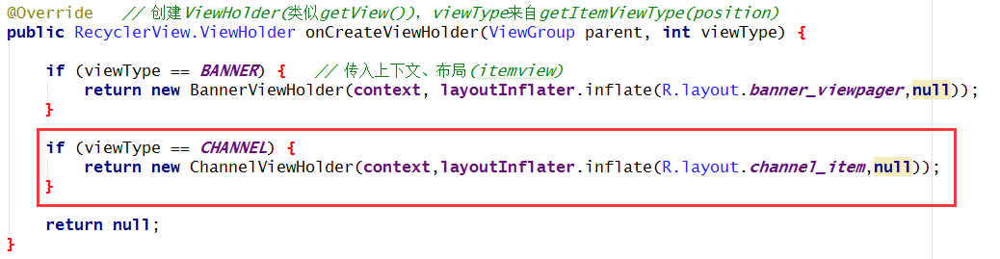 @Override   // 创建ViewHolder(类似getView()), viewType来自getItemViewType(position)
public RecyclerView.ViewHolder onCreateViewHolder(ViewGroup parent, int viewType) {
if (viewType == BANNER) {   // 传入上下文、布局(itemview)
return new BannerViewHolder(context, layoutInflater.inflate(R.layout.banner_viewpager,null));
}
if (viewType == CHANNEL) {
return new ChannelViewHolder(context,layoutInflater.inflate(R.layout.channel_item,null));
}
return null;
}